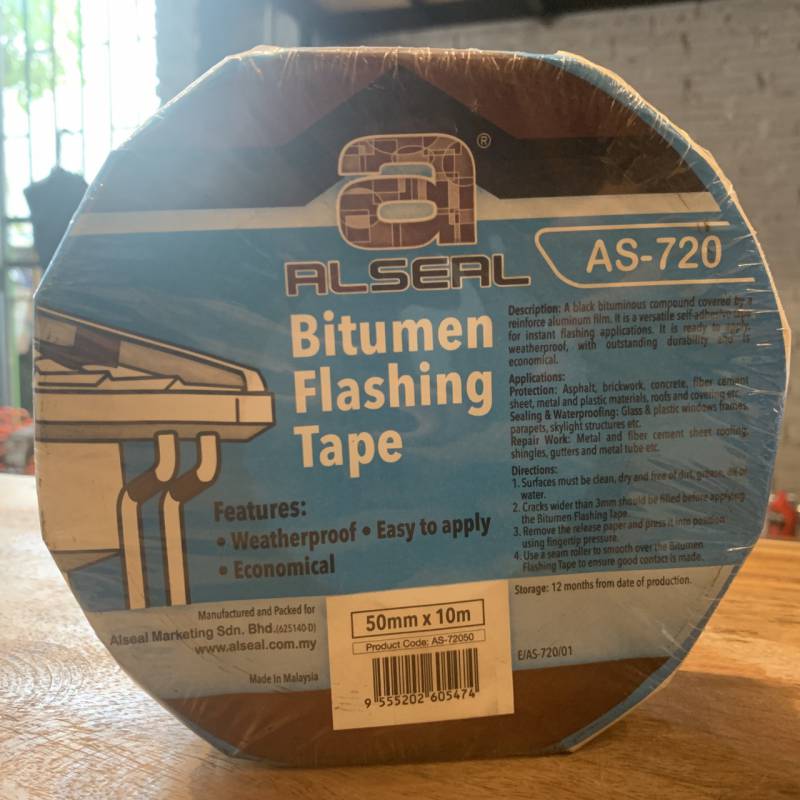 a®
ALSEAL
AS-720
Bitumen
Flashing
Tape
Features:
• Weatherproof • Easy to apply
• Economical
Description: A black bituminous compound covered by a
reinforce aluminum film. It is a versatile self-adhesive tape
for instant flashing applications. It is ready to apply,
weatherproof, with outstanding durability and is
economical.
Applications:
Protection: Asphalt, brickwork, concrete, fiber cement
sheet, metal and plastic materials, roofs and covering etc.
Sealing & Waterproofing: Glass & plastic windows frames,
parapets, skylight structures etc.
Repair Work: Metal and fiber cement sheet roofing,
shingles, gutters and metal tube etc.
Directions:
1. Surfaces must be clean, dry and free of dirt, grease, oil or
water.
2. Cracks wider than 3mm should be filled before applying
the Bitumen Flashing Tape.
3. Remove the release paper and press it into position
using fingertip pressure.
4. Use a seam roller to smooth over the Bitumen
Flashing Tape to ensure good contact is made.
Storage: 12 months from date of production.
Manufactured and Packed for
Alseal Marketing Sdn. Bhd.(625140-D)
www.alseal.com.my
Made in Malaysia
50mm x 10m
Product Code: AS-72050
9 555202 605474
E/AS-720/01